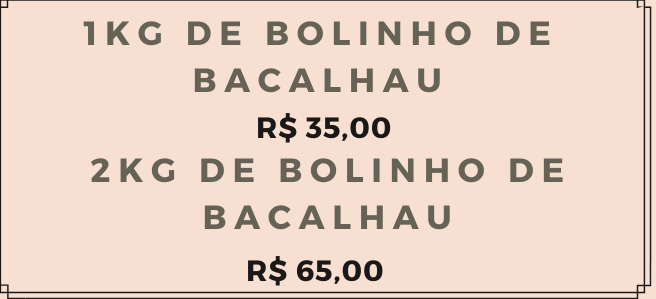 1KG DE BOLINHO DE
BACALHAU
R$ 35,00
2KG DE BOLINHO DE
BACALHAU
R$ 65,00